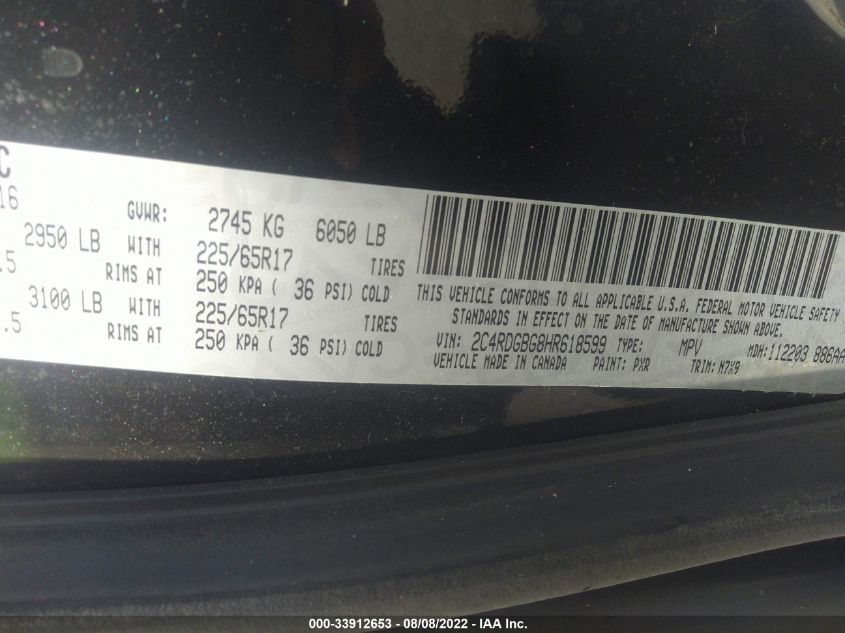 C
16 GVWR: 2745 KG 6050 LB
2950 LB WITH 225/65R17 TIRES
.5 RIMS AT 250 KPA ( 36 PSI) COLD
3100 LB WITH 225/65R17 TIRES
.5 RIMS AT 250 KPA ( 36 PSI) COLD
THIS VEHICLE CONFORMS TO ALL APPLICABLE U.S.A. FEDERAL MOTOR VEHICLE SAFETY
STANDARDS IN EFFECT ON THE DATE OF MANUFACTURE SHOWN ABOVE.
VIN: 2C4RDGBG8HR618599 TYPE: MPV MDH:112203 886AA
VEHICLE MADE IN CANADA PAINT: PXR TRIM: N7X9
000-33912653 - 08/08/2022 - IAA Inc.